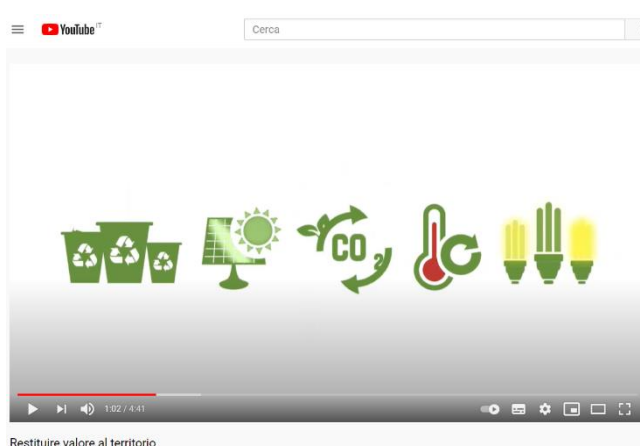 YouTube IT
Cerca
CO2
1:02 / 4:41
Restituire valore al territorio